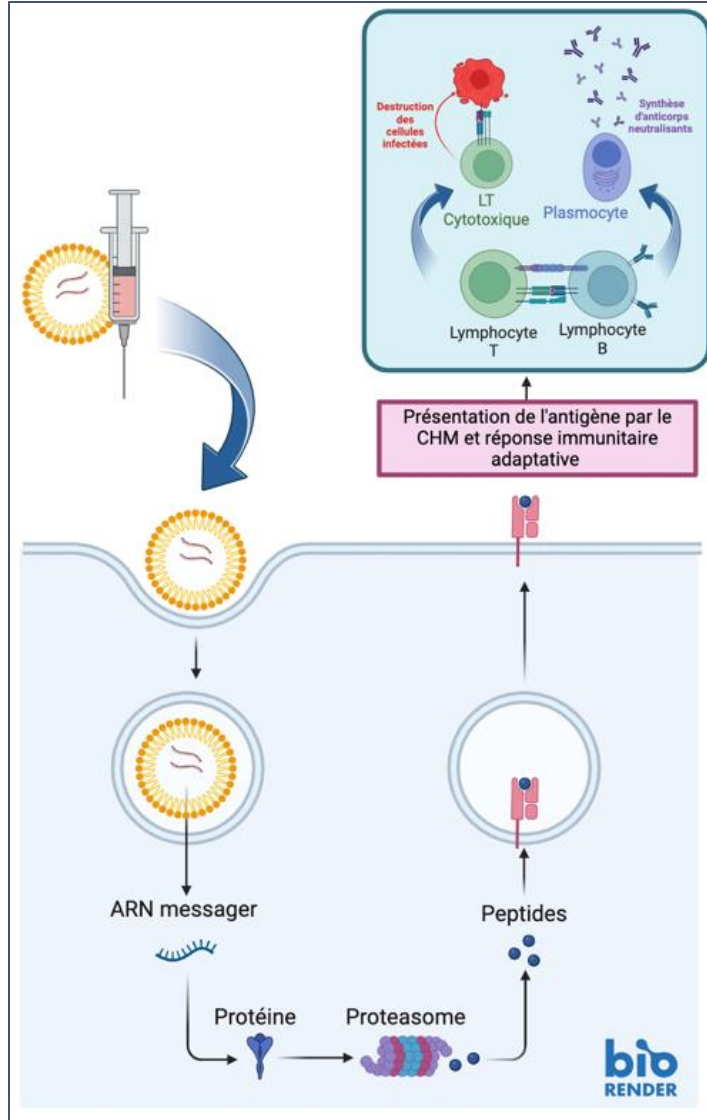 Destruction
des
cellules
infectées
Synthèse
d'anticorps
neutralisants
LT
Cytotoxique
Plasmocyte
Lymphocyte
T
Lymphocyte
B
Présentation de l'antigène par le
CHM et réponse immunitaire
adaptative
ARN messager
Peptides
Protéine
Proteasome
bio
RENDER